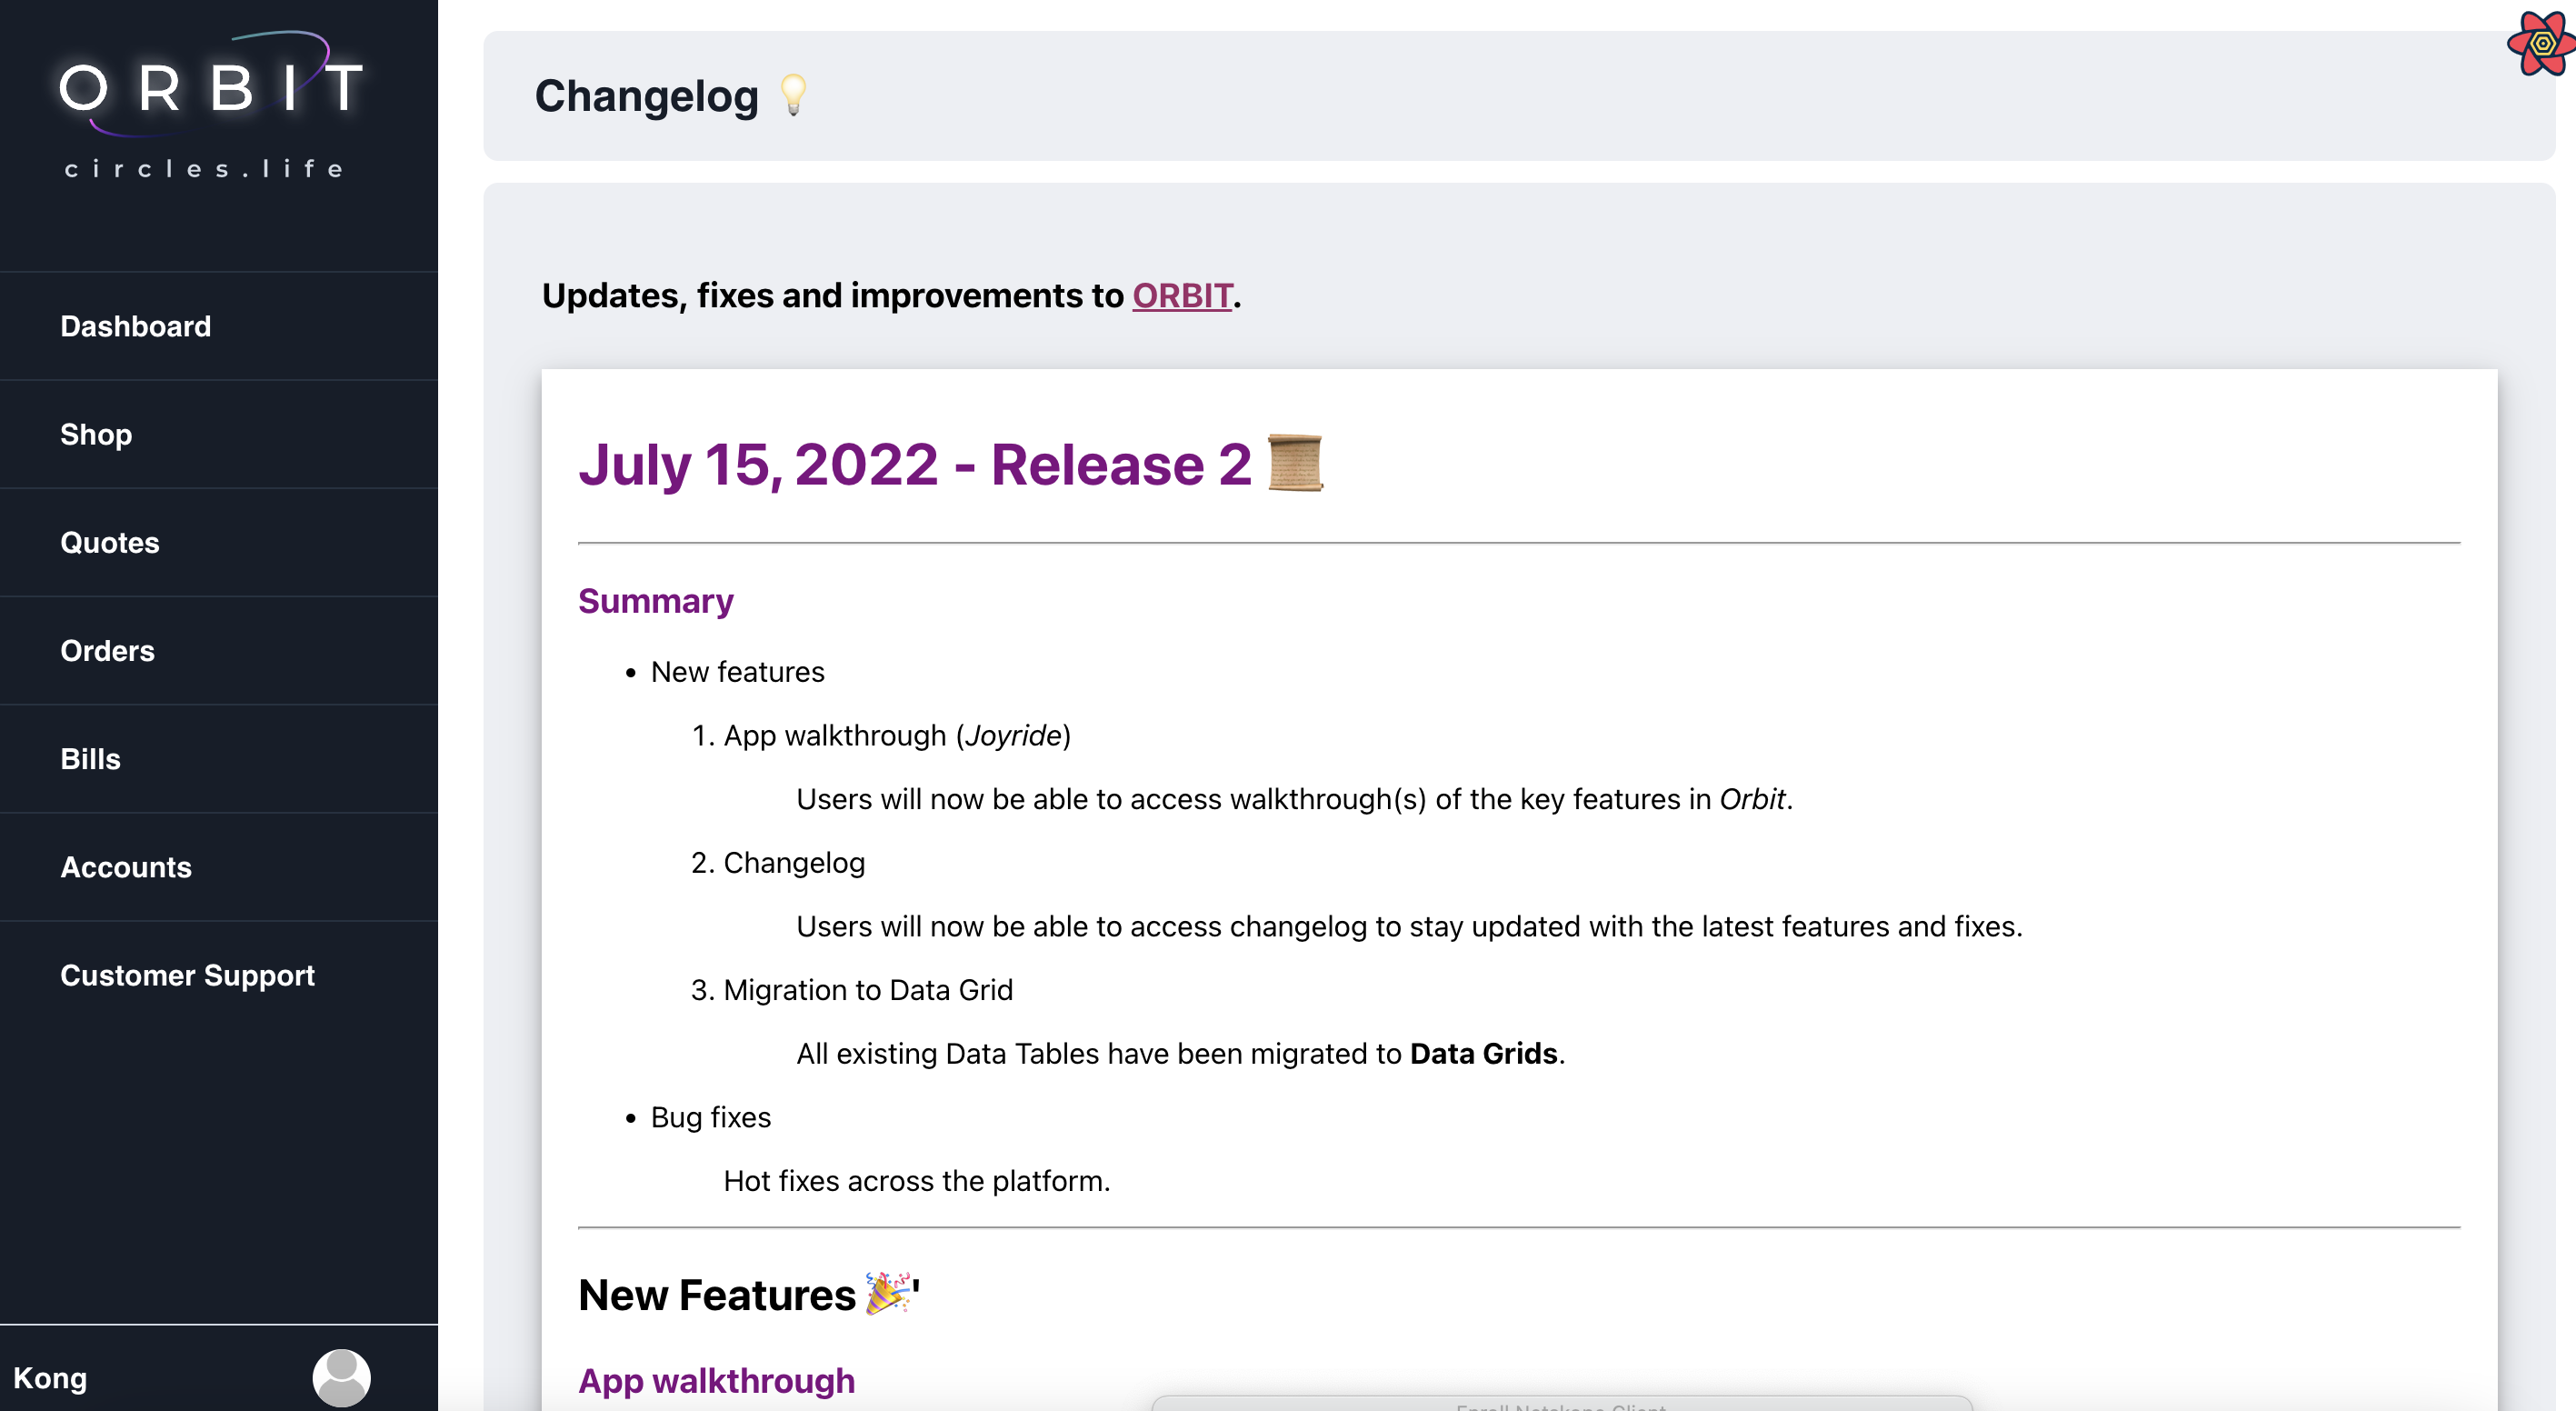 ORBIT
circles.life
Dashboard
Shop
Quotes
Orders
Bills
Accounts
Customer Support
Kong
Changelog 💡
Updates, fixes and improvements to ORBIT.
July 15, 2022 - Release 2 📜
Summary
• New features
1. App walkthrough (Joyride)
Users will now be able to access walkthrough(s) of the key features in Orbit.
2. Changelog
Users will now be able to access changelog to stay updated with the latest features and fixes.
3. Migration to Data Grid
All existing Data Tables have been migrated to Data Grids.
• Bug fixes
Hot fixes across the platform.
New Features 🎉'
App walkthrough